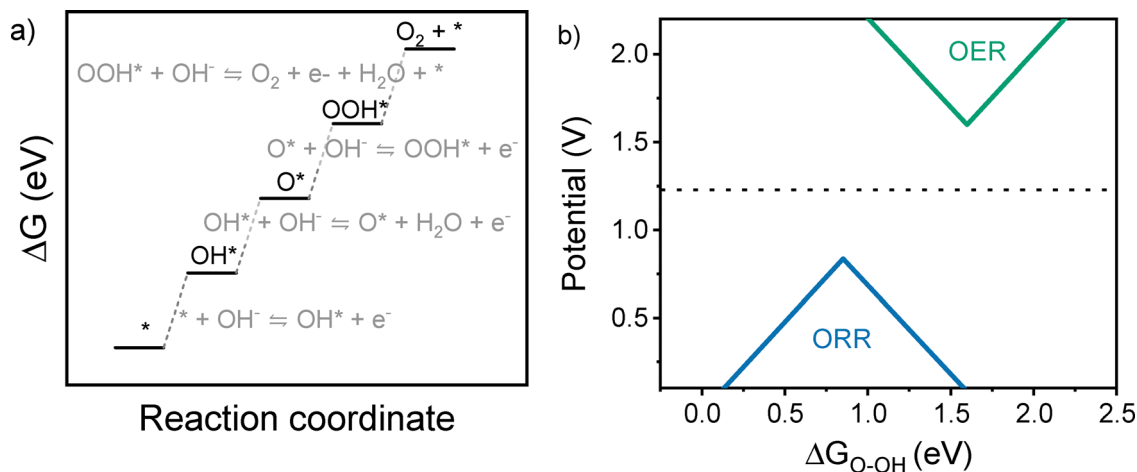 a)
O₂ + *
OOH* + OH⁻ ⇋ O₂ + e- + H₂O + *
OOH*
O* + OH⁻ ⇋ OOH* + e⁻
O*
OH* + OH⁻ ⇋ O* + H₂O + e⁻
OH*
*
* + OH⁻ ⇋ OH* + e⁻
ΔG (eV)
Reaction coordinate
b)
OER
ORR
Potential (V)
2.0
1.5
1.0
0.5
0.0 0.5 1.0 1.5 2.0 2.5
ΔG_O-OH (eV)